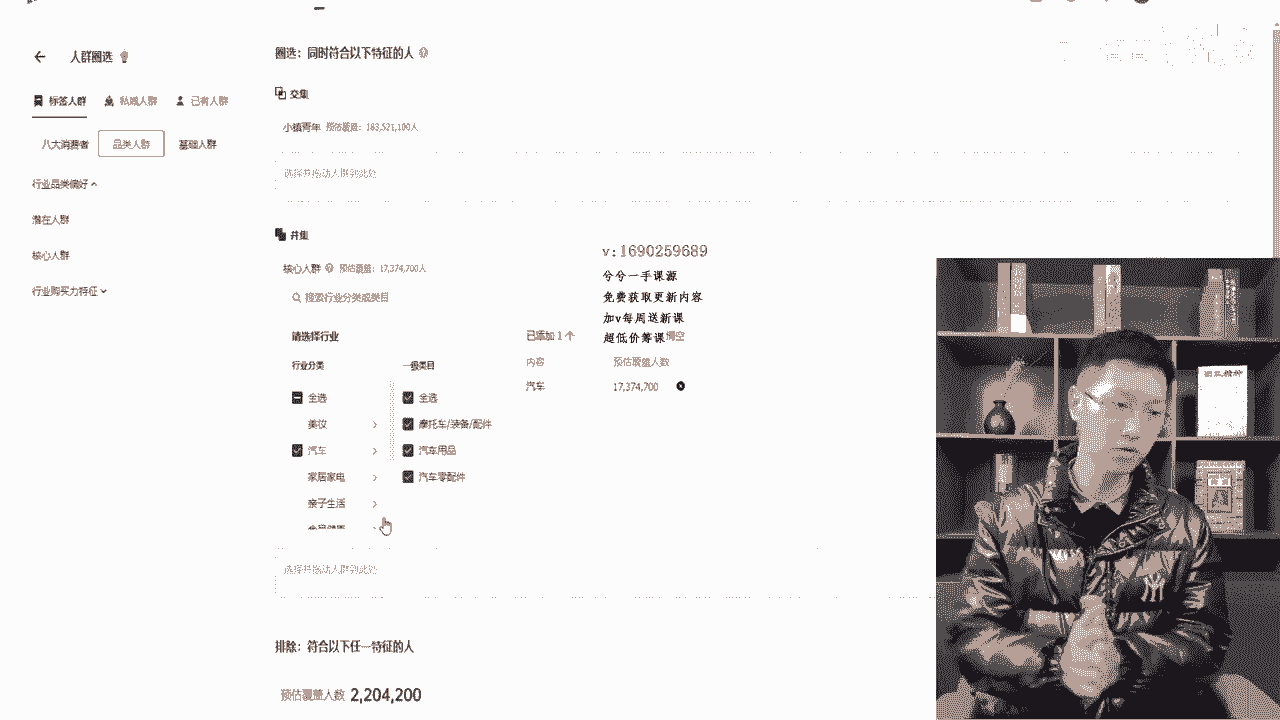 人群圈选
标签人群 私域人群 已有人群
八大消费者 品类人群 基础人群
行业品类偏好
潜在人群
核心人群
行业购买力特征
圈选：同时符合以下特征的人
交集
小镇青年 预估覆盖：183,521,100人
选择并拖动人群到此处
并集
核心人群 预估覆盖：17,374,700人
搜索行业分类或类目
请选择行业
行业分类 一级类目
全选 全选
美妆 摩托车/装备/配件
汽车 汽车用品
家居家电 汽车零配件
亲子生活
已添加 1 个 清空
内容 预估覆盖人数
汽车 17,374,700
v:1690259689
兮兮一手课源
免费获取更新内容
加v每周送新课
超低价筹课
选择并拖动人群到此处
排除：符合以下任一特征的人
预估覆盖人数 2,204,200